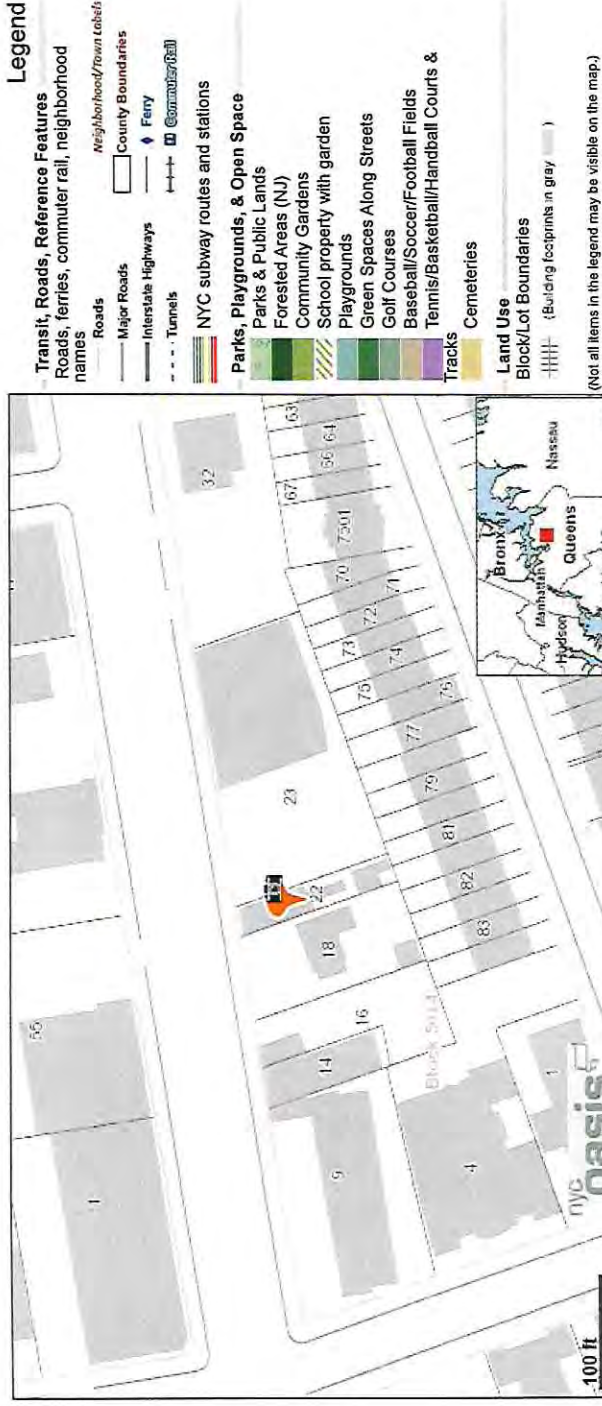 Legend
Transit, Roads, Reference Features
Roads, ferries, commuter rail, neighborhood
names
Neighborhood/Town Labels
Roads
County Boundaries
Major Roads
Ferry
Interstate Highways
Commuter Rail
Tunnels
NYC subway routes and stations
Parks, Playgrounds, & Open Space
Parks & Public Lands
Forested Areas (NJ)
Community Gardens
School property with garden
Playgrounds
Green Spaces Along Streets
Golf Courses
Baseball/Soccer/Football Fields
Tennis/Basketball/Handball Courts &
Tracks
Cemeteries
Land Use
Block/Lot Boundaries
(Building footprints in gray )
(Not all items in the legend may be visible on the map.)
55
1
32
63
64
66
67
7501
70
71
72
73
74
75
76
77
79
81
82
83
23
22
18
16
14
9
4
1
Block
nyc
oasis
100 ft
Bronx
Manhattan
Nassau
Queens
Hudson